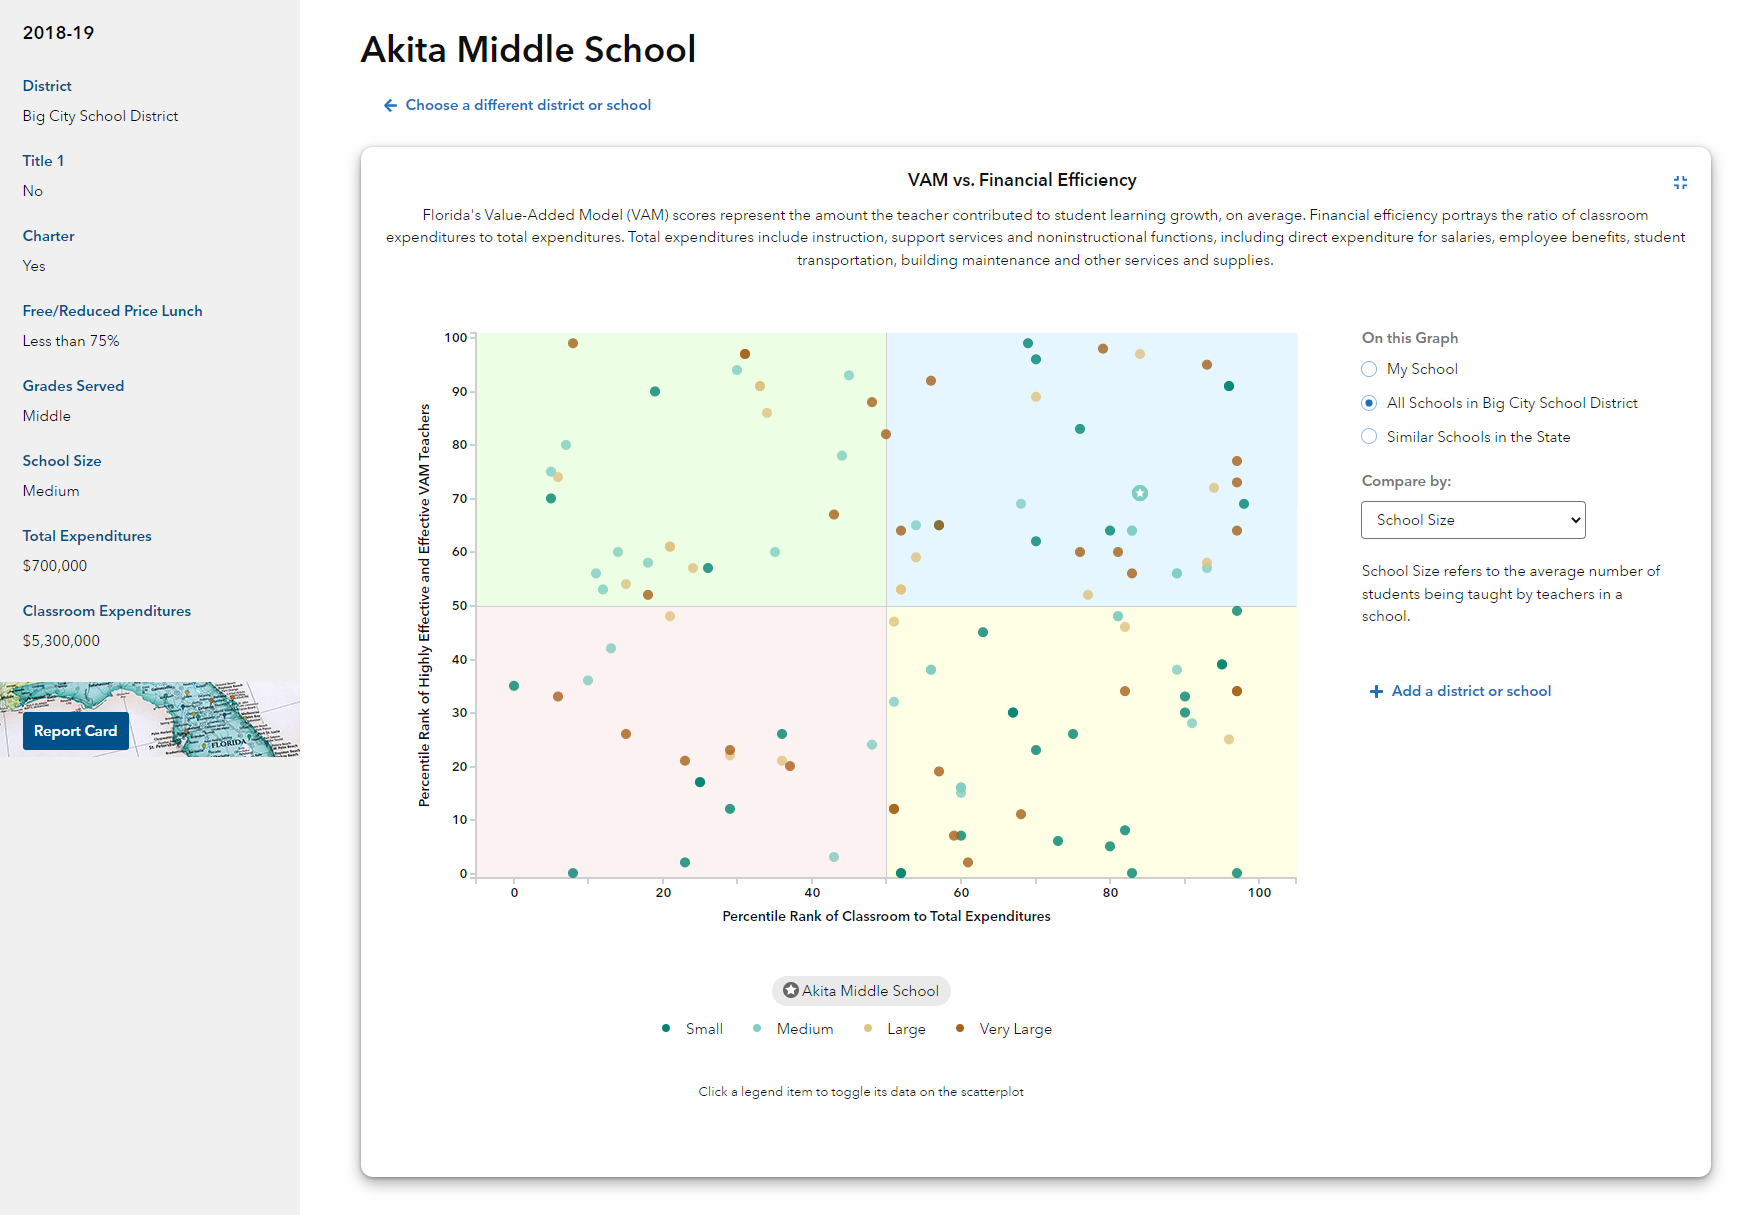 2018-19
District
Big City School District
Title 1
No
Charter
Yes
Free/Reduced Price Lunch
Less than 75%
Grades Served
Middle
School Size
Medium
Total Expenditures
$700,000
Classroom Expenditures
$5,300,000
FLORIDA
Report Card
Akita Middle School
Choose a different district or school
VAM vs. Financial Efficiency
Florida's Value-Added Model (VAM) scores represent the amount the teacher contributed to student learning growth, on average. Financial efficiency portrays the ratio of classroom
expenditures to total expenditures. Total expenditures include instruction, support services and noninstructional functions, including direct expenditure for salaries, employee benefits, student
transportation, building maintenance and other services and supplies.
Percentile Rank of Highly Effective and Effective VAM Teachers
100
90
80
70
60
50
40
30
20
10
0
0
20
40
60
80
100
Percentile Rank of Classroom to Total Expenditures
Akita Middle School
Small
Medium
Large
Very Large
Click a legend item to toggle its data on the scatterplot
On this Graph
My School
All Schools in Big City School District
Similar Schools in the State
Compare by:
School Size
School Size refers to the average number of
students being taught by teachers in a
school.
Add a district or school